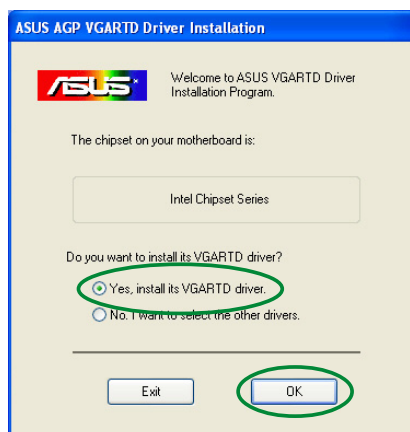 ASUS AGP VGARTD Driver Installation
ASUS
Welcome to ASUS VGARTD Driver
Installation Program.
The chipset on your motherboard is:
Intel Chipset Series
Do you want to install its VGARTD driver?
Yes, install its VGARTD driver.
No. I want to select the other drivers.
Exit
OK